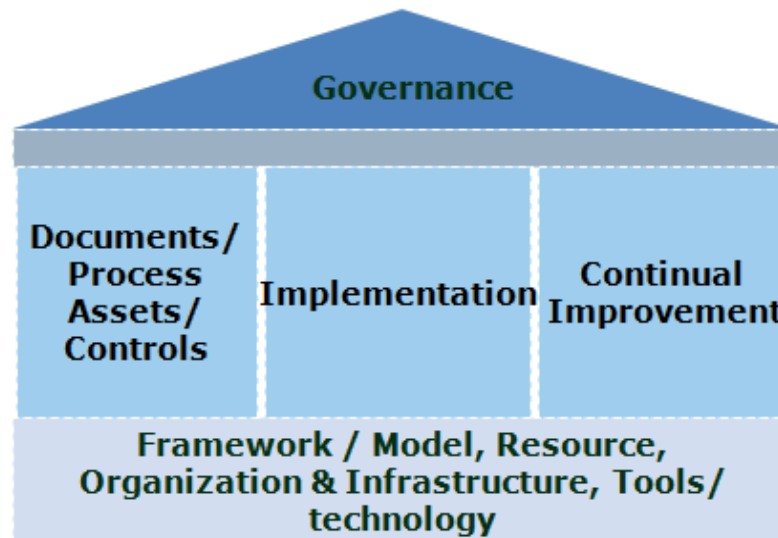 Governance
Documents/
Process
Assets/
Controls
Implementation
Continual
Improvement
Framework / Model, Resource,
Organization & Infrastructure, Tools/
technology